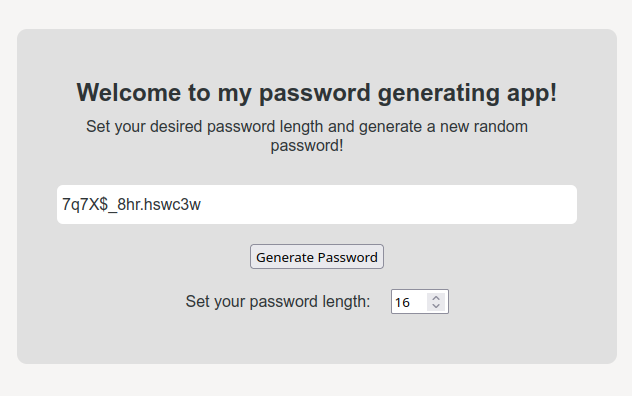 Welcome to my password generating app!
Set your desired password length and generate a new random
password!
7q7X$_8hr.hswc3w
Generate Password
Set your password length: 16